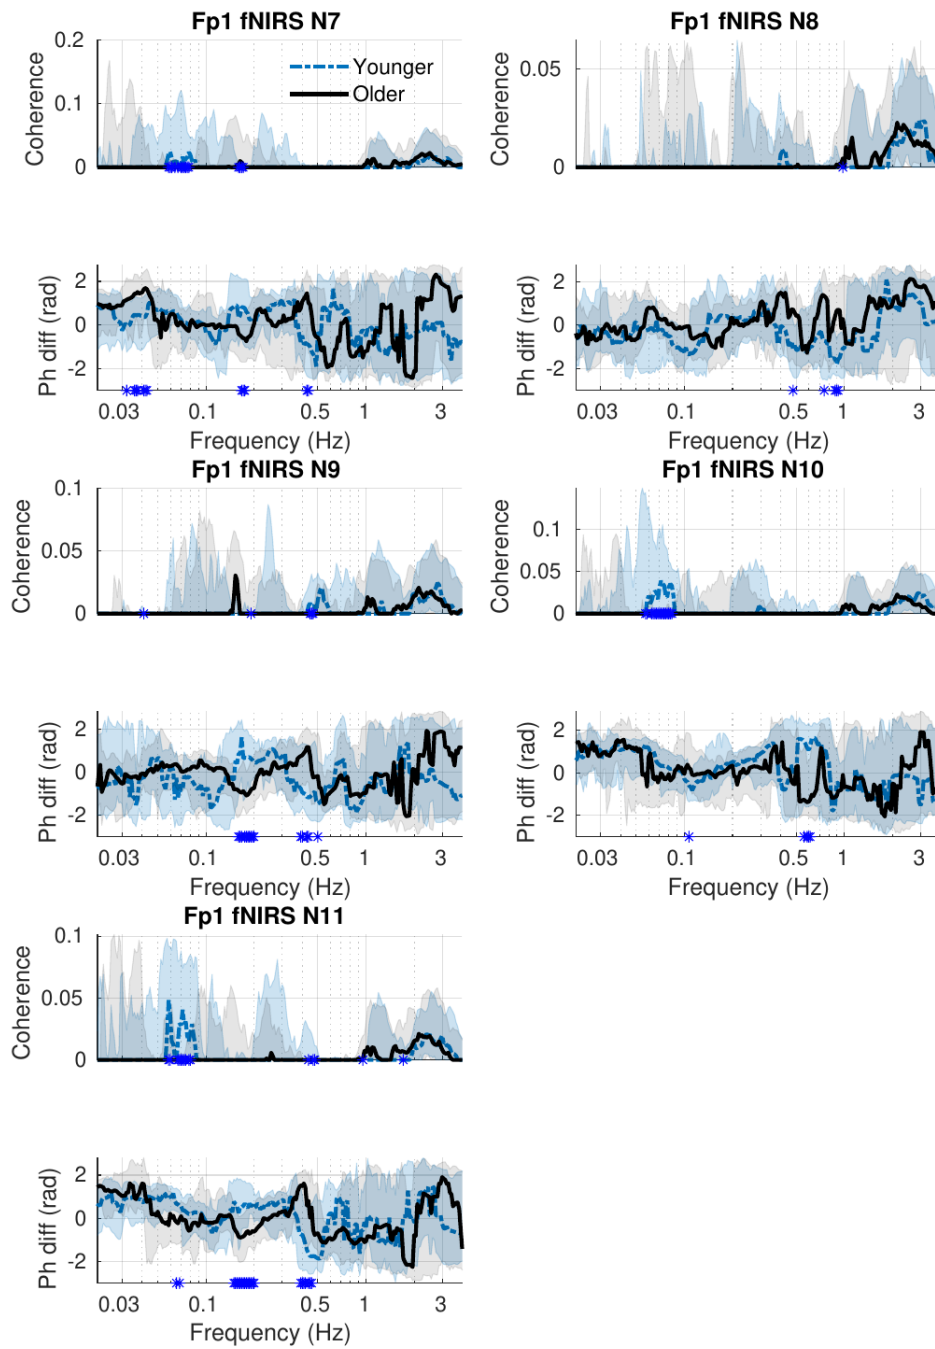 Fp1 fNIRS N7
0.2
0.1
0
Coherence
Younger
Older
2
0
-2
Ph diff (rad)
0.03 0.1 0.5 1 3
Frequency (Hz)
Fp1 fNIRS N8
0.05
0
Coherence
2
0
-2
Ph diff (rad)
0.03 0.1 0.5 1 3
Frequency (Hz)
Fp1 fNIRS N9
0.1
0.05
0
Coherence
2
0
-2
Ph diff (rad)
0.03 0.1 0.5 1 3
Frequency (Hz)
Fp1 fNIRS N10
0.1
0.05
0
Coherence
2
0
-2
Ph diff (rad)
0.03 0.1 0.5 1 3
Frequency (Hz)
Fp1 fNIRS N11
0.1
0.05
0
Coherence
2
0
-2
Ph diff (rad)
0.03 0.1 0.5 1 3
Frequency (Hz)